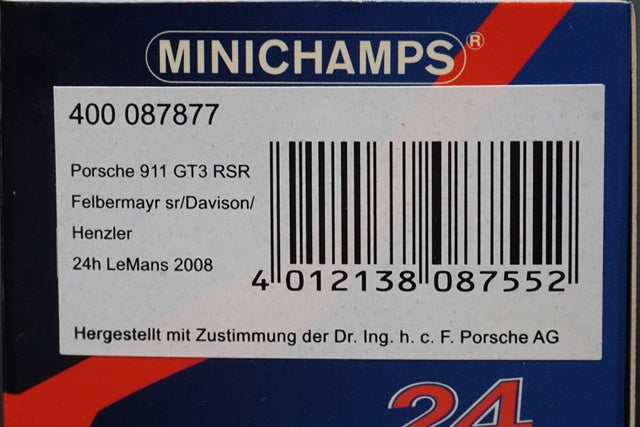 MINICHAMPS®
400 087877
Porsche 911 GT3 RSR
Felbermayr sr/Davison/
Henzler
24h LeMans 2008
4 012138 087552
Hergestellt mit Zustimmung der Dr. Ing. h. c. F. Porsche AG
24